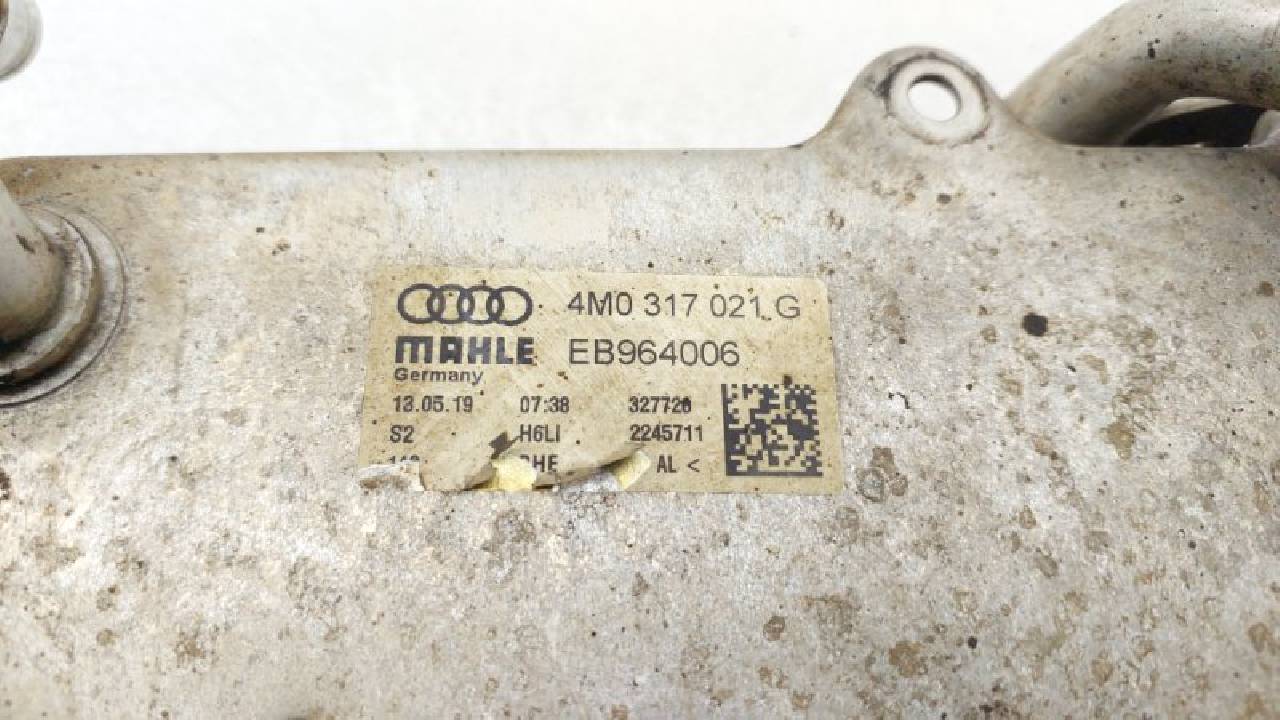 4M0 317 021 G
MAHLE EB964006
Germany
13.05.19 07:38 327726
S2 H6LI 2245711
AL <